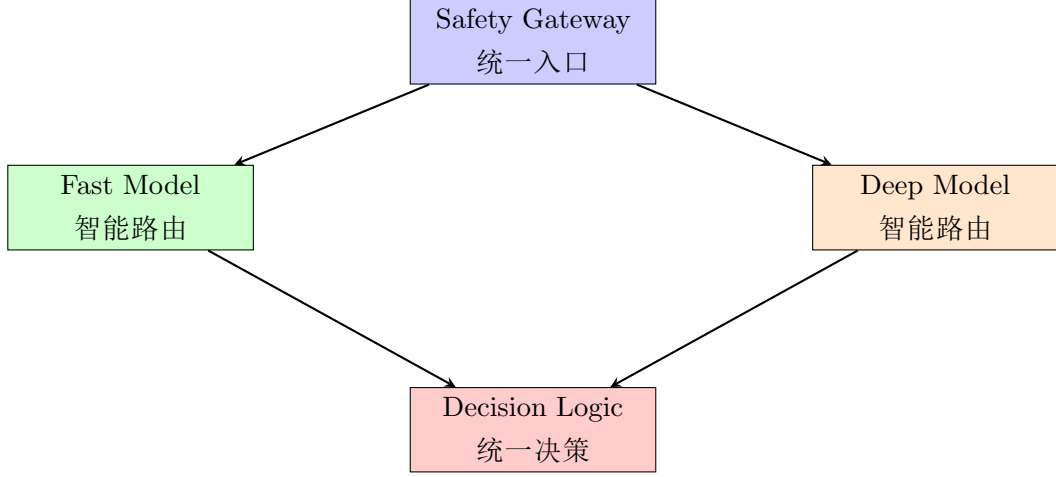 Safety Gateway
统一入口
Fast Model
智能路由
Deep Model
智能路由
Decision Logic
统一决策